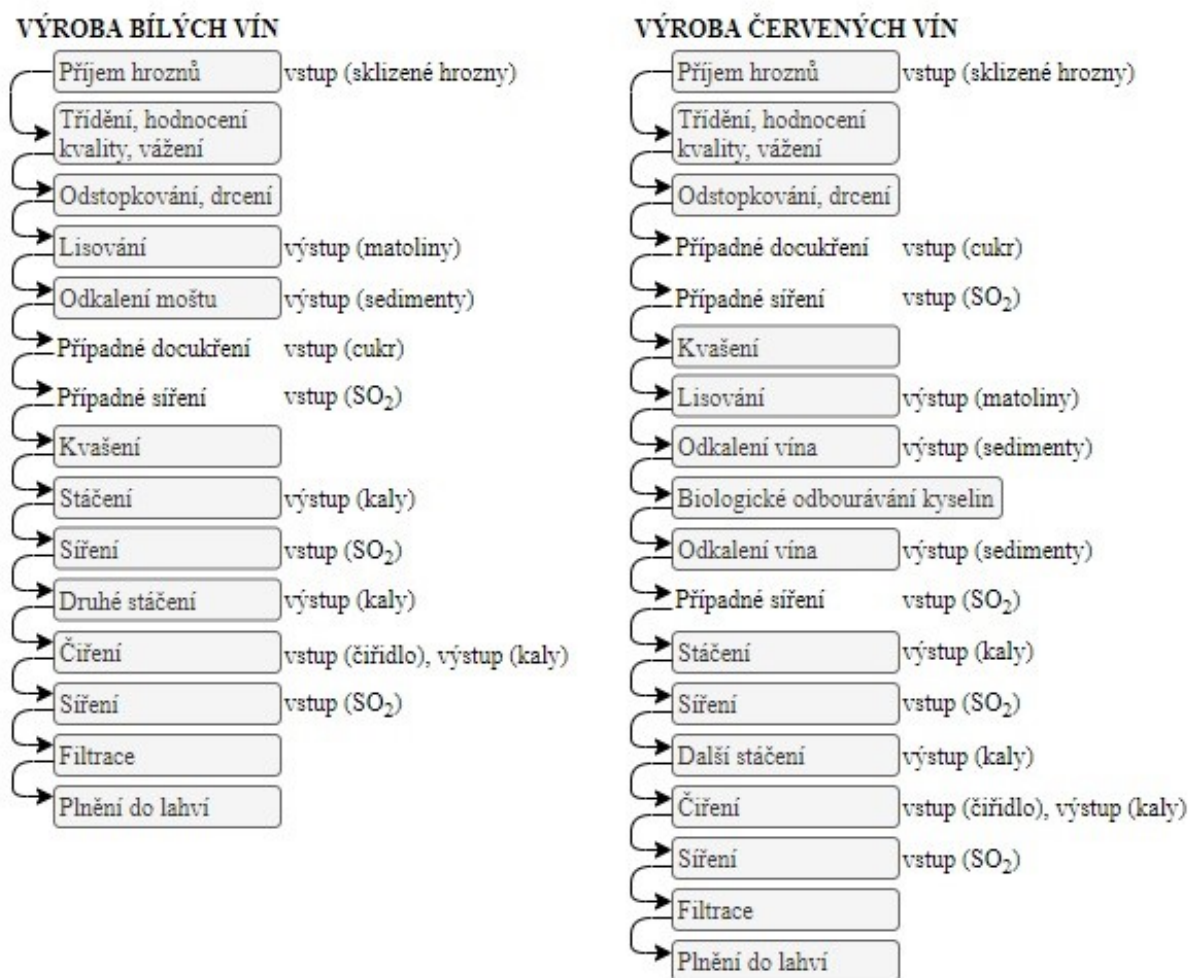 VÝROBA BÍLÝCH VÍN
Příjem hroznů vstup (sklizené hrozny)
Třídění, hodnocení
kvality, vážení
Odstopkování, drcení
Lisování výstup (matoliny)
Odkalení moštu výstup (sedimenty)
Případné docukření vstup (cukr)
Případné síření vstup (SO₂)
Kvašení
Stáčení výstup (kaly)
Síření vstup (SO₂)
Druhé stáčení výstup (kaly)
Čiření vstup (čiřidlo), výstup (kaly)
Síření vstup (SO₂)
Filtrace
Plnění do lahví
VÝROBA ČERVENÝCH VÍN
Příjem hroznů vstup (sklizené hrozny)
Třídění, hodnocení
kvality, vážení
Odstopkování, drcení
Případné docukření vstup (cukr)
Případné síření vstup (SO₂)
Kvašení
Lisování výstup (matoliny)
Odkalení vína výstup (sedimenty)
Biologické odbourávání kyselin
Odkalení vína výstup (sedimenty)
Případné síření vstup (SO₂)
Stáčení výstup (kaly)
Síření vstup (SO₂)
Další stáčení výstup (kaly)
Čiření vstup (čiřidlo), výstup (kaly)
Síření vstup (SO₂)
Filtrace
Plnění do lahví